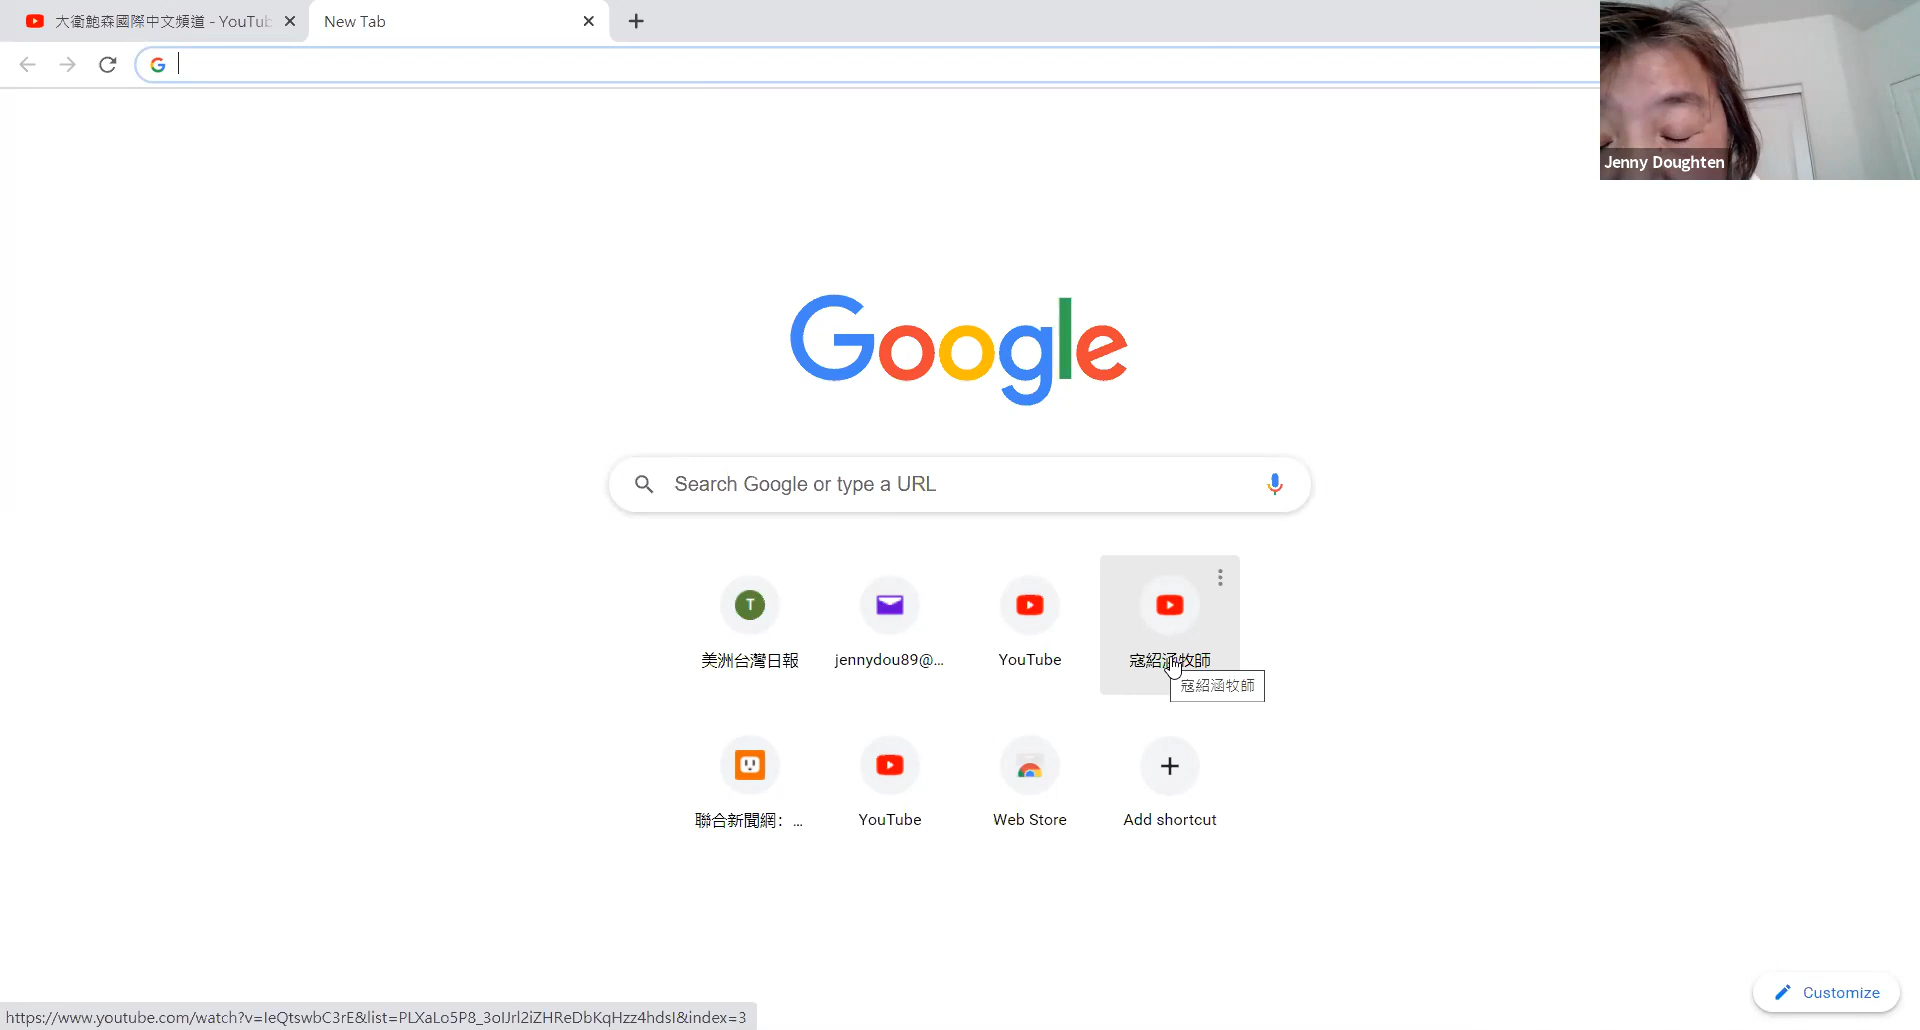 大衛鮑森國際中文頻道 - YouTub
New Tab
Jenny Doughten
Google
Search Google or type a URL
T
美洲台灣日報
jennydou89@...
YouTube
寇紹涵牧師
寇紹涵牧師
聯合新聞網：...
YouTube
Web Store
Add shortcut
Customize
https://www.youtube.com/watch?v=IeQtswbC3rE&list=PLXaLo5P8_3oIJrl2iZHReDbKqHzz4hdsI&index=3